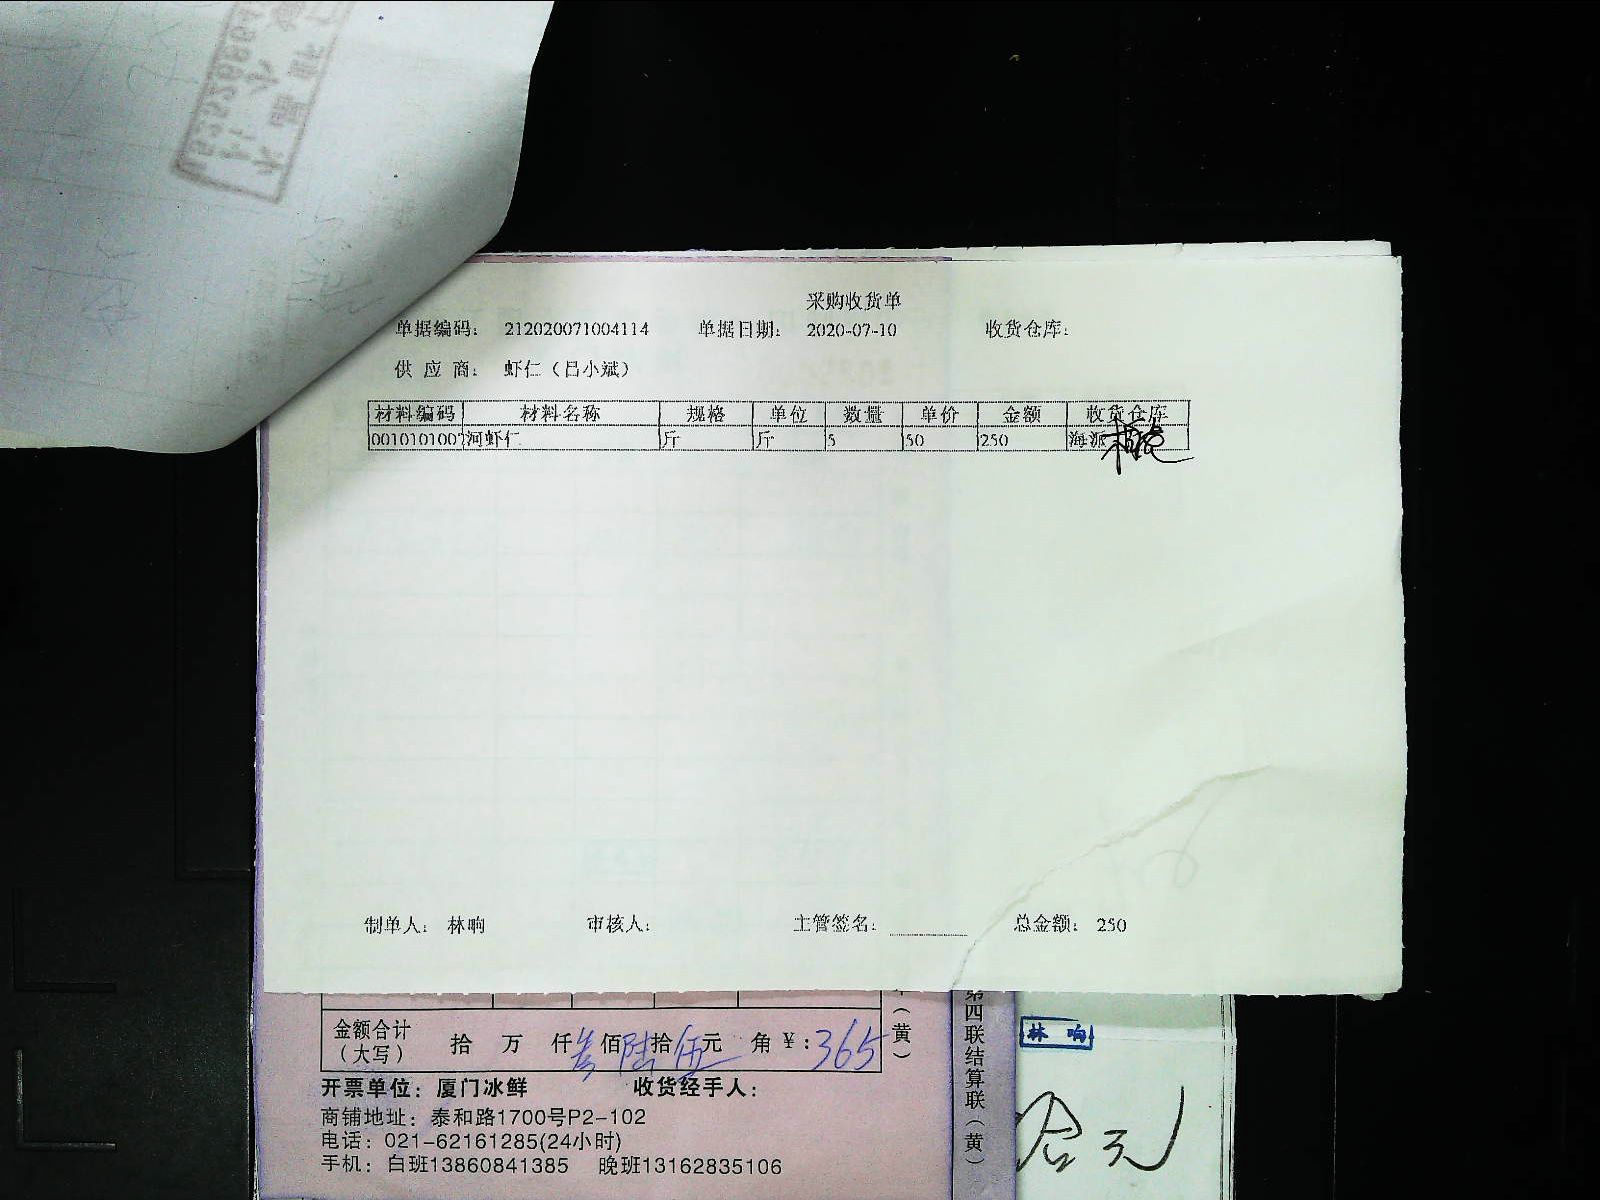 采购收货单
单据编码： 212020071004114 单据日期： 2020-07-10 收货仓库：
供 应 商： 虾仁（吕小斌）
材料编码 材料名称 规格 单位 数量 单价 金额 收货仓库
0010101007 河虾仁 斤 斤 5 50 250 海派
制单人： 林晌 审核人： 主管签名： 总金额： 250
金额合计（大写） 拾 万 仟 叁 佰 陆 拾 伍 元 角 ￥：365
（黄）
开票单位：厦门冰鲜 收货经手人：
商铺地址：泰和路1700号P2-102
电话：021-62161285(24小时)
手机：白班13860841385 晚班13162835106
第四联结算联（黄）
林 晌